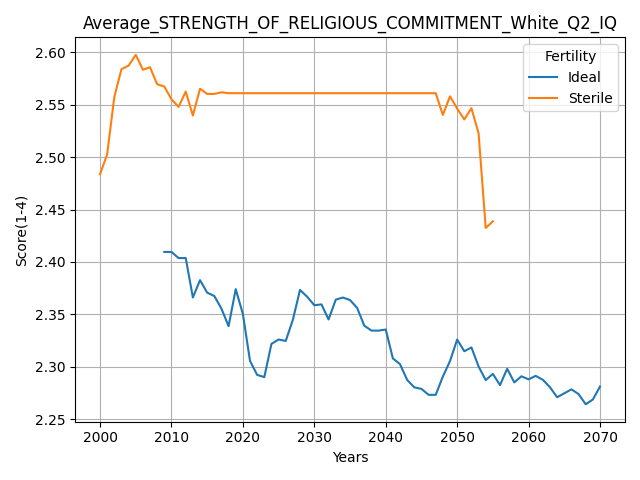 Average_STRENGTH_OF_RELIGIOUS_COMMITMENT_White_Q2_IQ
Fertility
Ideal
Sterile
Score(1-4)
2.60
2.55
2.50
2.45
2.40
2.35
2.30
2.25
2000 2010 2020 2030 2040 2050 2060 2070
Years